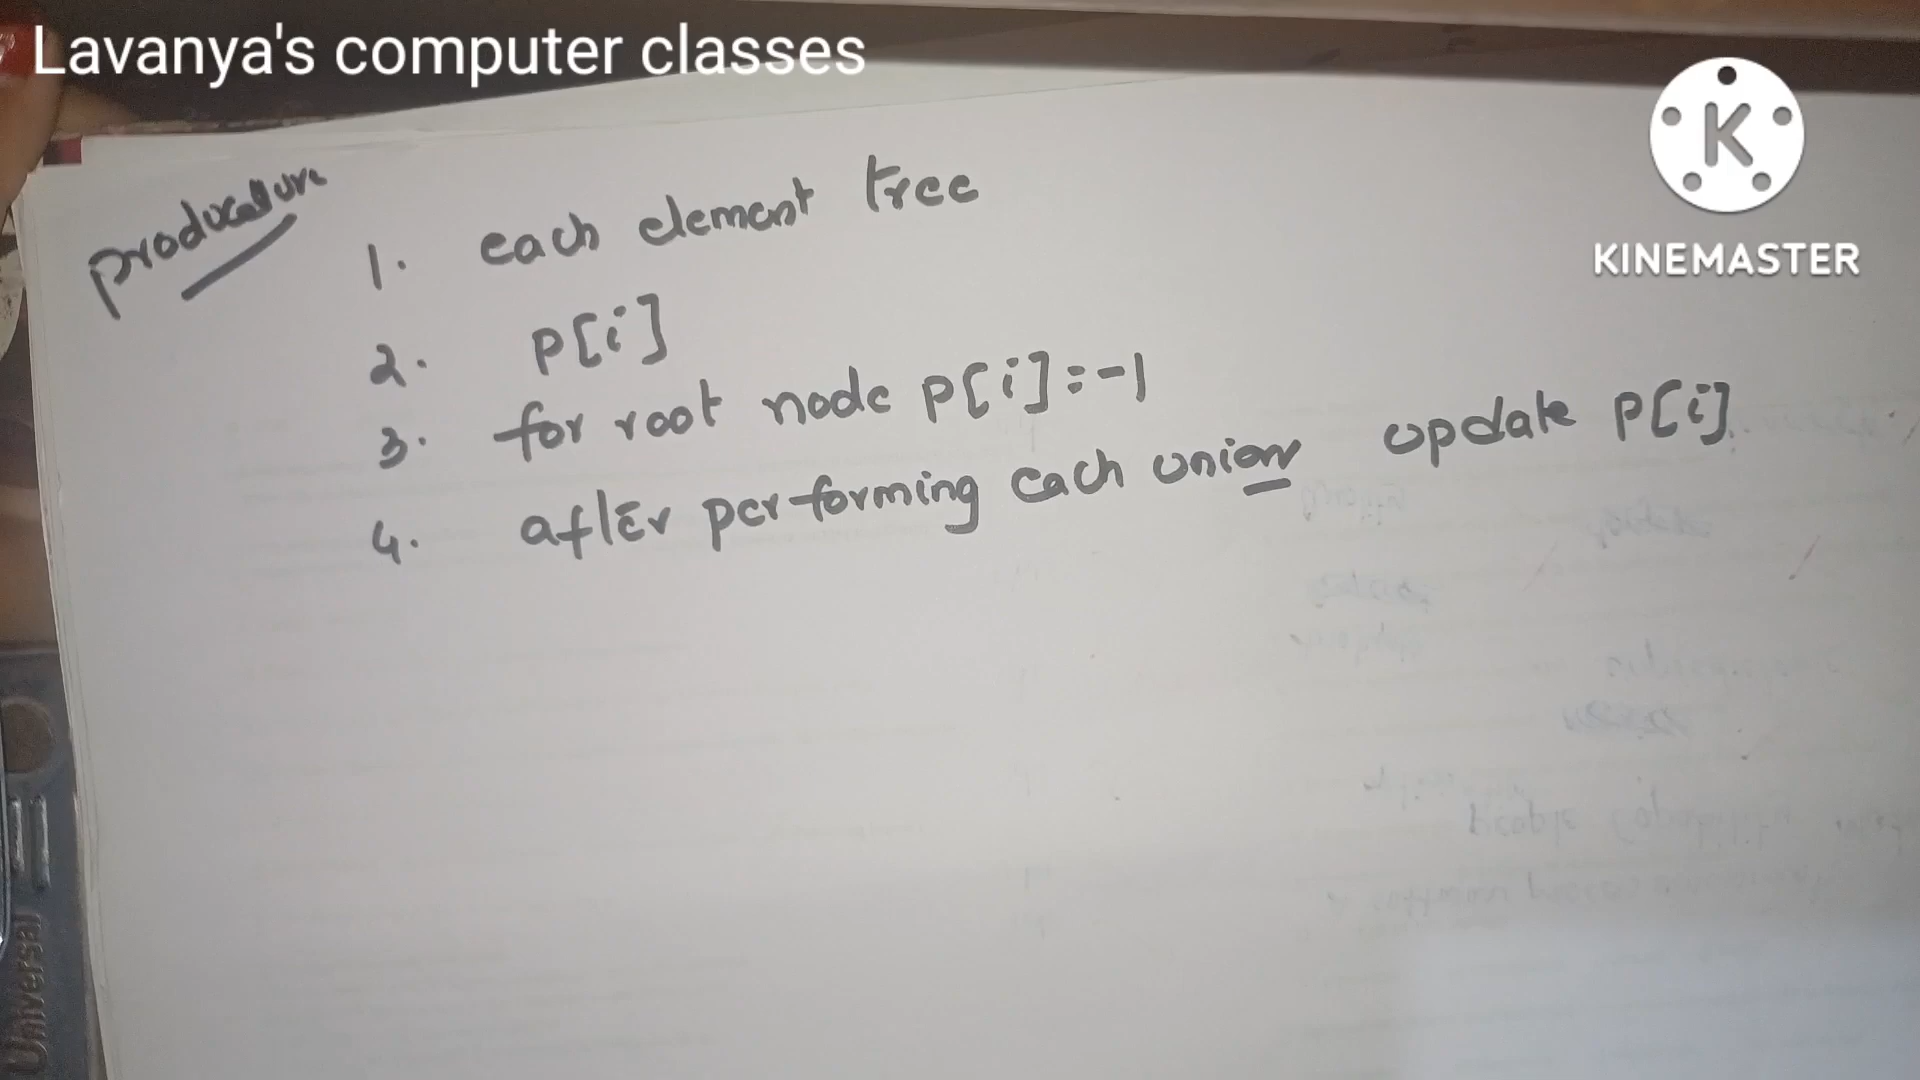 Lavanya's computer classes
K
KINEMASTER
1. each element tree
2. P[i]
3. for root node P[i]=-1
4. after performing each union update P[i]
Universal